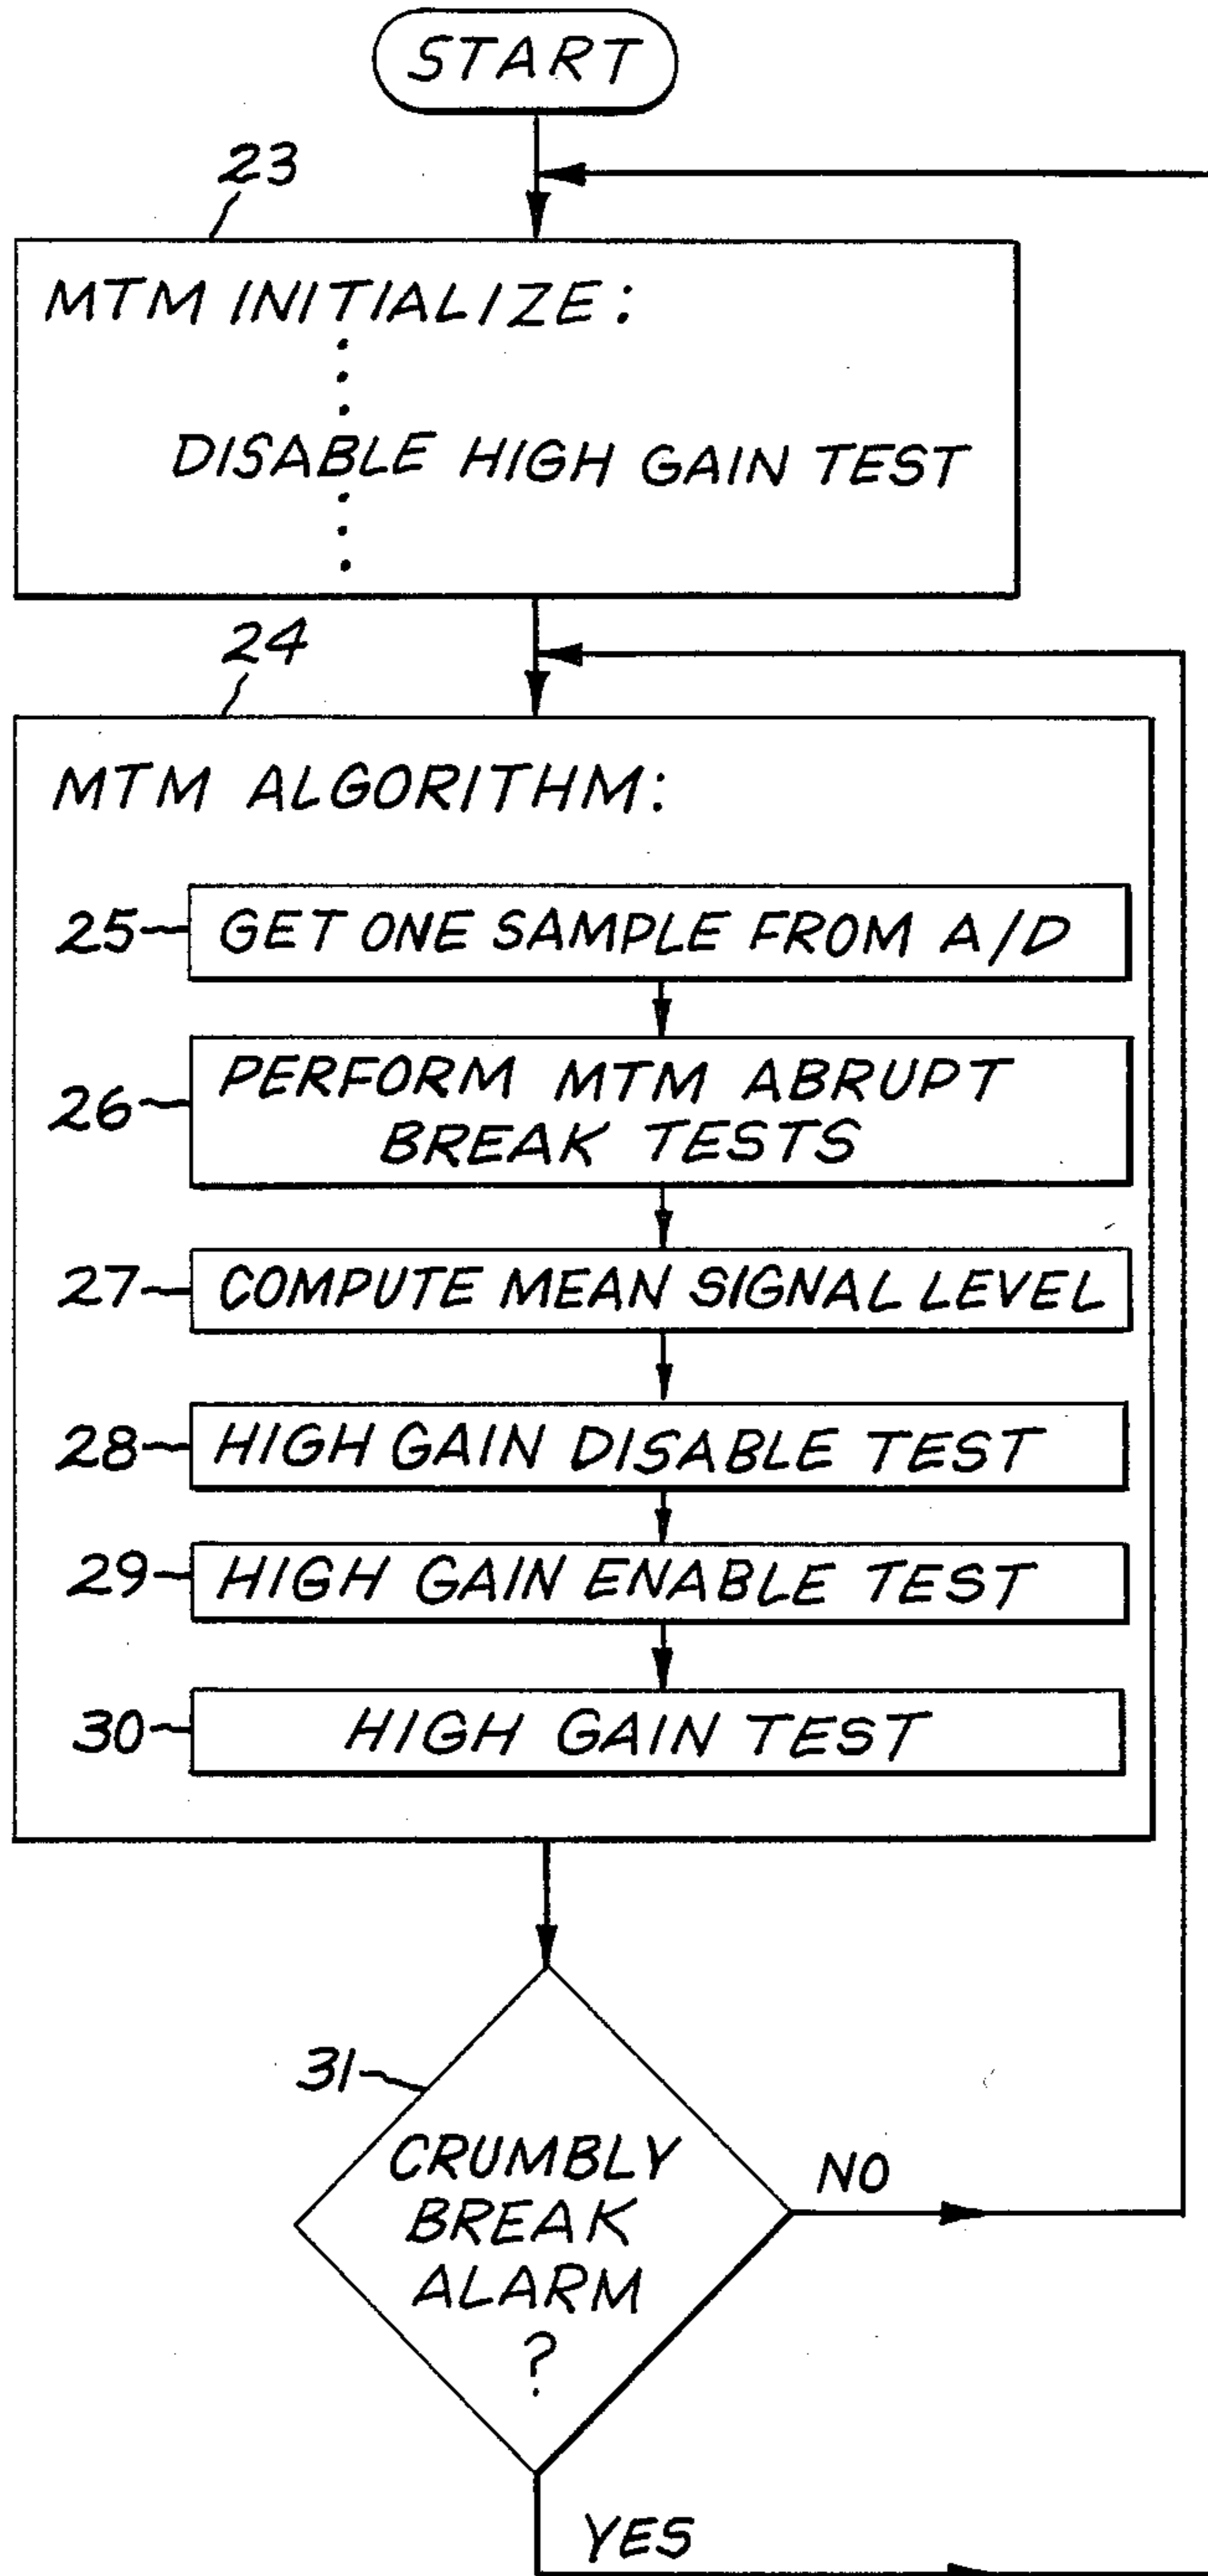 START
23
MTM INITIALIZE:
DISABLE HIGH GAIN TEST
24
MTM ALGORITHM:
25 GET ONE SAMPLE FROM A/D
26 PERFORM MTM ABRUPT
BREAK TESTS
27 COMPUTE MEAN SIGNAL LEVEL
28 HIGH GAIN DISABLE TEST
29 HIGH GAIN ENABLE TEST
30 HIGH GAIN TEST
31
CRUMBLY
BREAK
ALARM
?
NO
YES